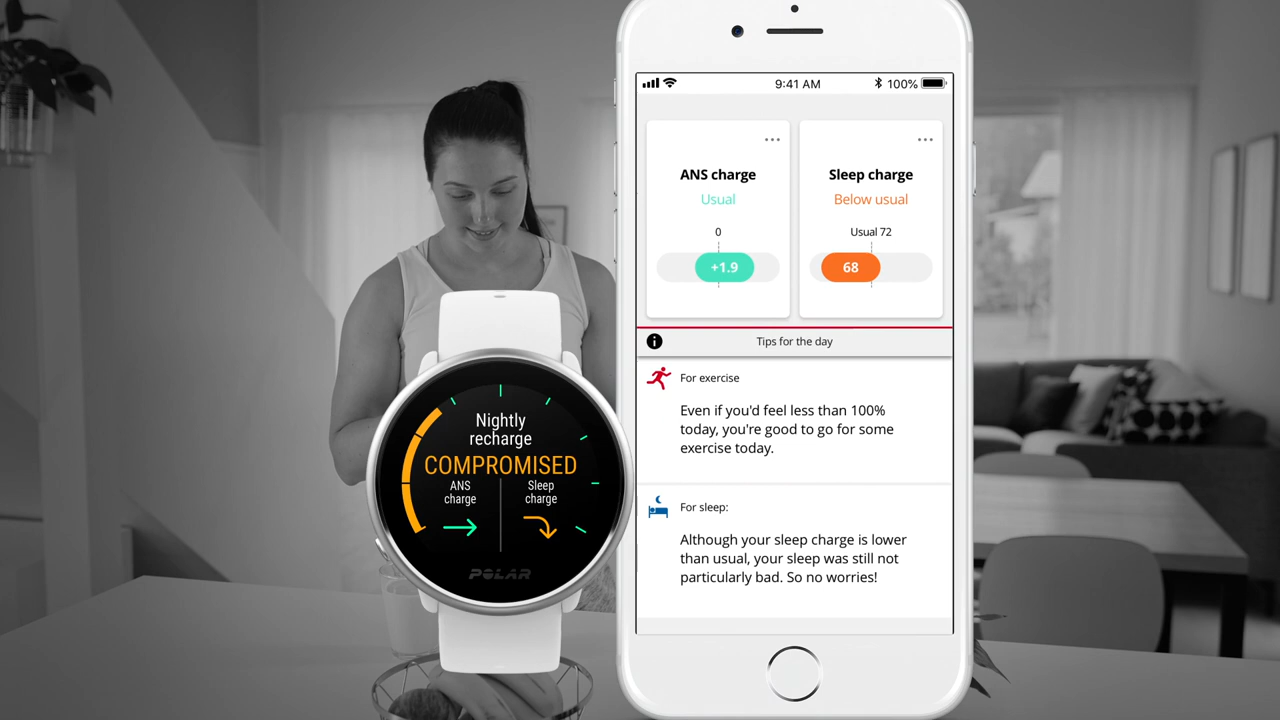 9:41 AM
100%
ANS charge
Usual
0
+1.9
Sleep charge
Below usual
Usual 72
68
Tips for the day
For exercise
Even if you'd feel less than 100%
today, you're good to go for some
exercise today.
For sleep:
Although your sleep charge is lower
than usual, your sleep was still not
particularly bad. So no worries!
Nightly
recharge
COMPROMISED
ANS
charge
Sleep
charge
POLAR